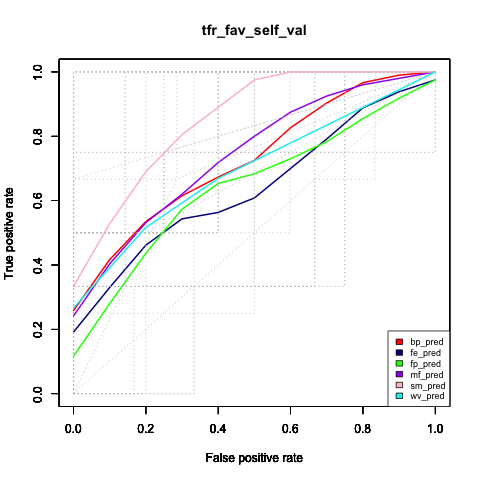 tfr_fav_self_val
True positive rate
1.0
0.8
0.6
0.4
0.2
0.0
0.0 0.2 0.4 0.6 0.8 1.0
False positive rate
bp_pred
fe_pred
fp_pred
mf_pred
sm_pred
wv_pred